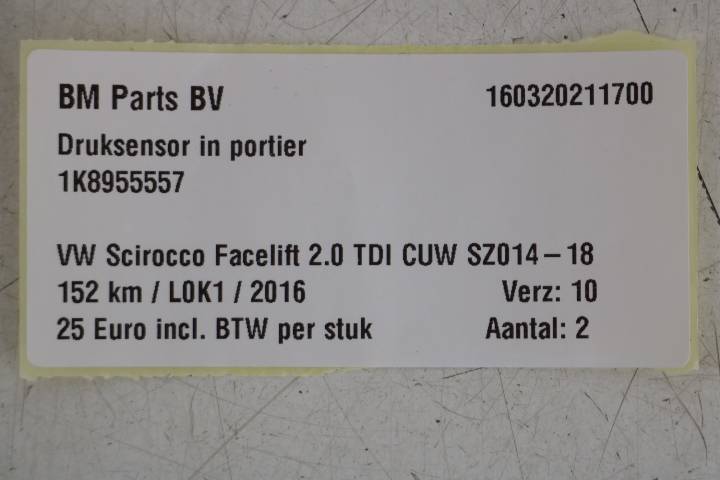 BM Parts BV 160320211700
Druksensor in portier
1K8955557
VW Scirocco Facelift 2.0 TDI CUW SZ014-18
152 km / L0K1 / 2016 Verz: 10
25 Euro incl. BTW per stuk Aantal: 2